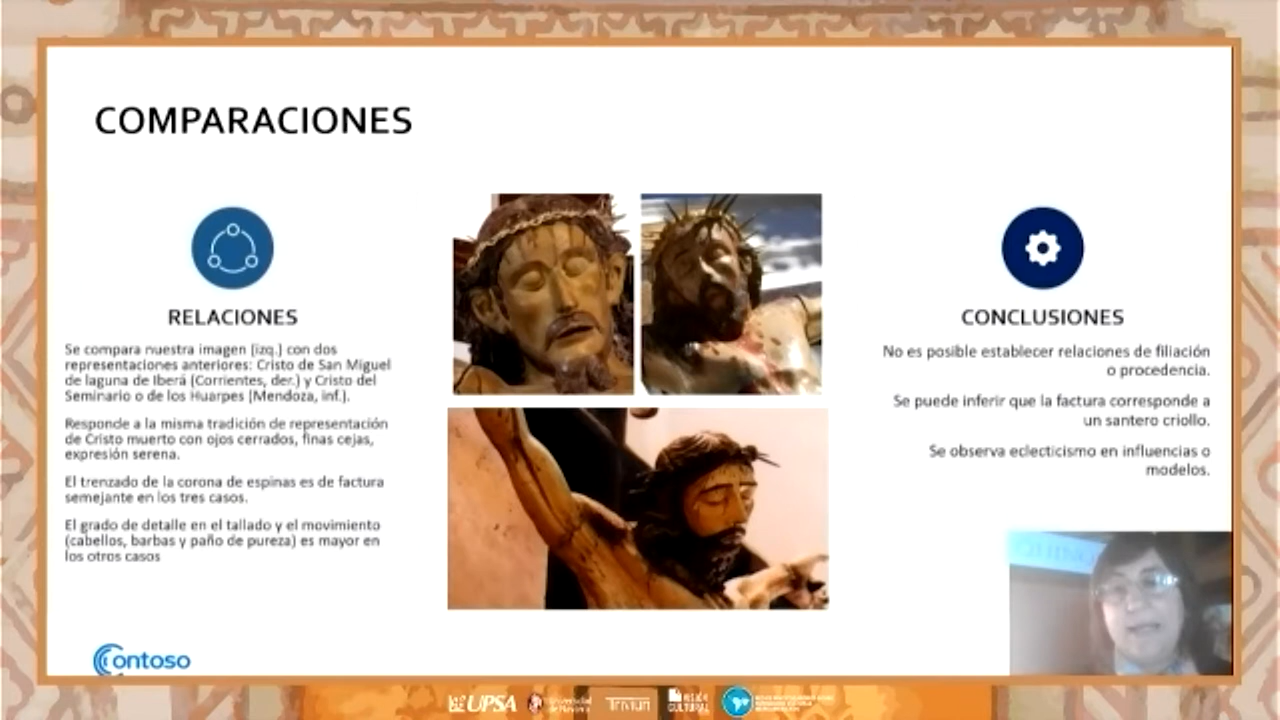 COMPARACIONES
RELACIONES
Se compara nuestra imagen (izq.) con dos
representaciones anteriores: Cristo de San Miguel
de laguna de Iberá (Corrientes, der.) y Cristo del
Seminario o de los Huarpes (Mendoza, inf.).
Responde a la misma tradición de representación
de Cristo muerto con ojos cerrados, finas cejas,
expresión serena.
El trenzado de la corona de espinas es de factura
semejante en los tres casos.
El grado de detalle en el tallado y el movimiento
(cabellos, barbas y paño de pureza) es mayor en
los otros casos
CONCLUSIONES
No es posible establecer relaciones de filiación
o procedencia.
Se puede inferir que la factura corresponde a
un santero criollo.
Se observa eclecticismo en influencias o
modelos.
Contoso
UPSA
Universidad
de Navarra
CULTURAL